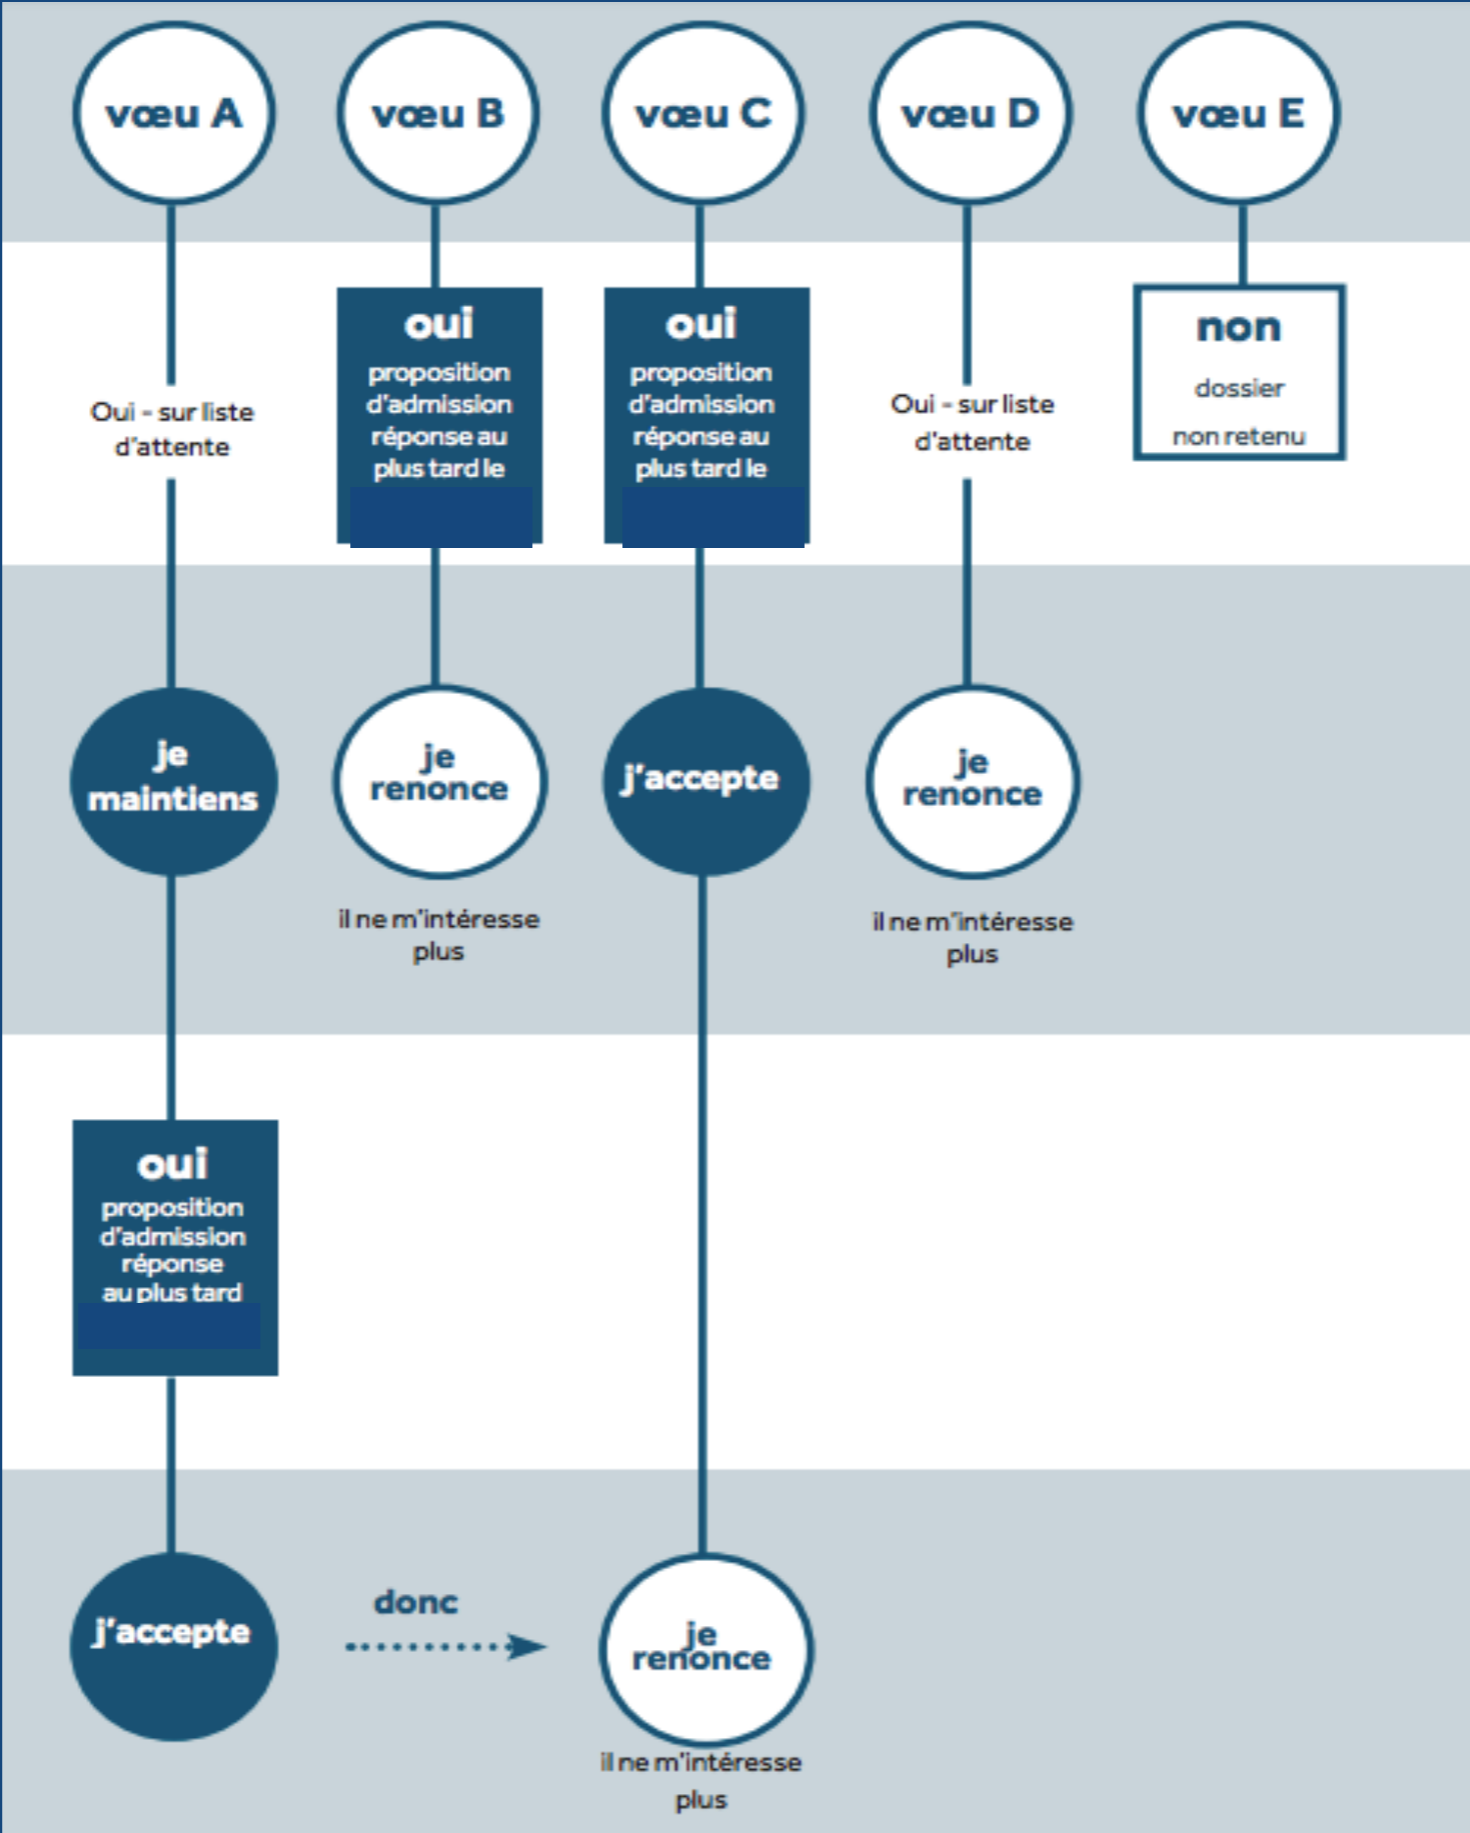 vœu A
vœu B
vœu C
vœu D
vœu E
Oui - sur liste
d'attente
oui
proposition
d'admission
réponse au
plus tard le
oui
proposition
d'admission
réponse au
plus tard le
Oui - sur liste
d'attente
non
dossier
non retenu
je
maintiens
je
renonce
il ne m'intéresse
plus
j'accepte
je
renonce
il ne m'intéresse
plus
oui
proposition
d'admission
réponse
au plus tard
j'accepte
donc
je
renonce
il ne m'intéresse
plus